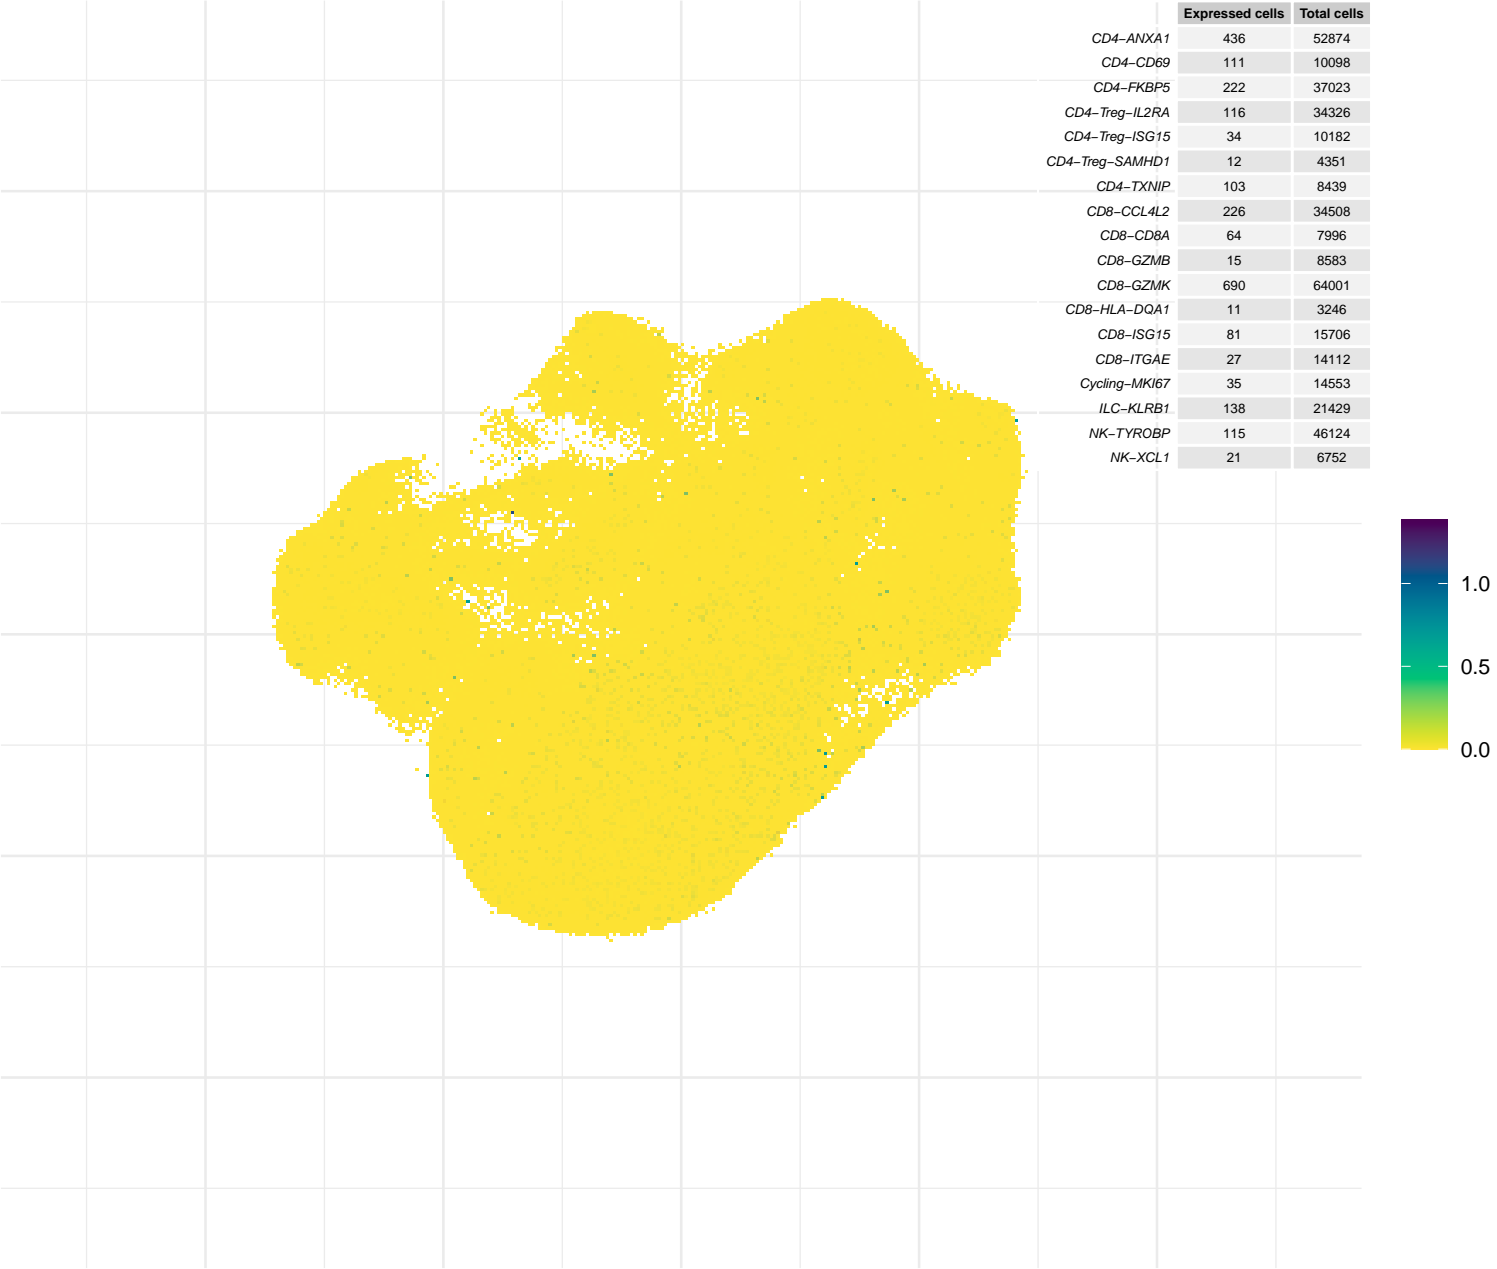 Expressed cells Total cells
CD4−ANXA1 436 52874
CD4−CD69 111 10098
CD4−FKBP5 222 37023
CD4−Treg−IL2RA 116 34326
CD4−Treg−ISG15 34 10182
CD4−Treg−SAMHD1 12 4351
CD4−TXNIP 103 8439
CD8−CCL4L2 226 34508
CD8−CD8A 64 7996
CD8−GZMB 15 8583
CD8−GZMK 690 64001
CD8−HLA−DQA1 11 3246
CD8−ISG15 81 15706
CD8−ITGAE 27 14112
Cycling−MKI67 35 14553
ILC−KLRB1 138 21429
NK−TYROBP 115 46124
NK−XCL1 21 6752
1.0
0.5
0.0